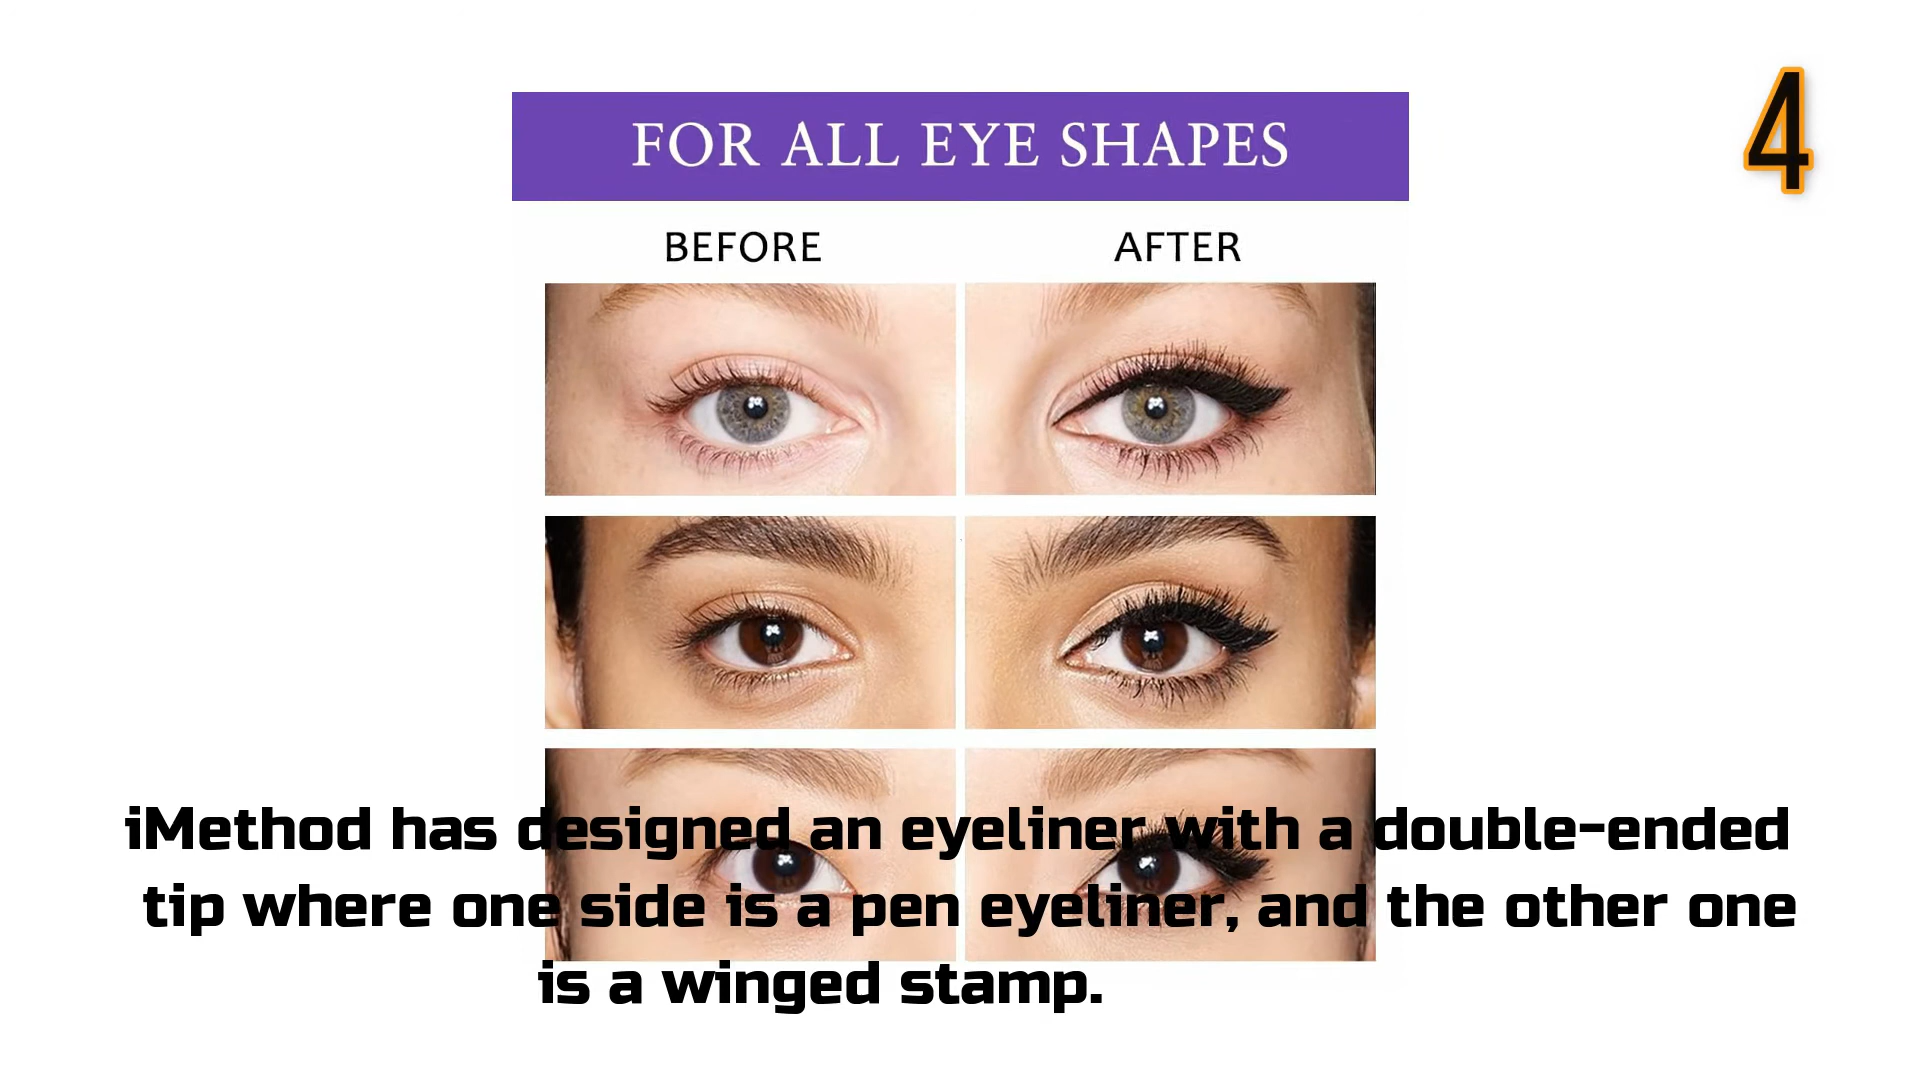 4
FOR ALL EYE SHAPES
BEFORE
AFTER
iMethod has designed an eyeliner with a double-ended
tip where one side is a pen eyeliner, and the other one
is a winged stamp.